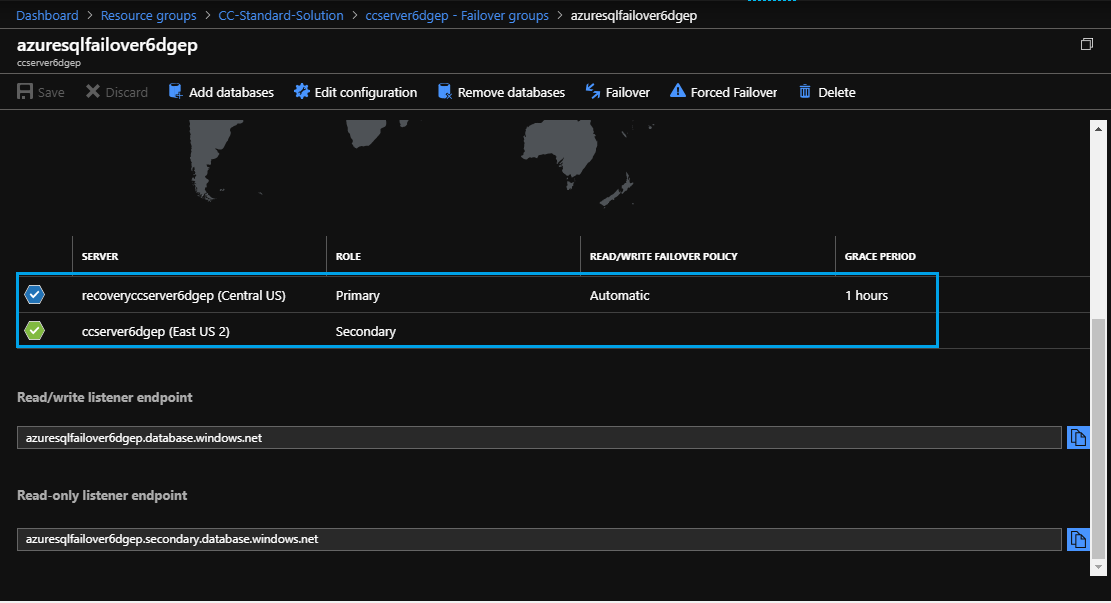 Dashboard > Resource groups > CC-Standard-Solution > ccserver6dgep - Failover groups > azuresqlfailover6dgep
azuresqlfailover6dgep
ccserver6dgep
Save Discard Add databases Edit configuration Remove databases Failover Forced Failover Delete
SERVER ROLE READ/WRITE FAILOVER POLICY GRACE PERIOD
recoveryccserver6dgep (Central US) Primary Automatic 1 hours
ccserver6dgep (East US 2) Secondary
Read/write listener endpoint
azuresqlfailover6dgep.database.windows.net
Read-only listener endpoint
azuresqlfailover6dgep.secondary.database.windows.net